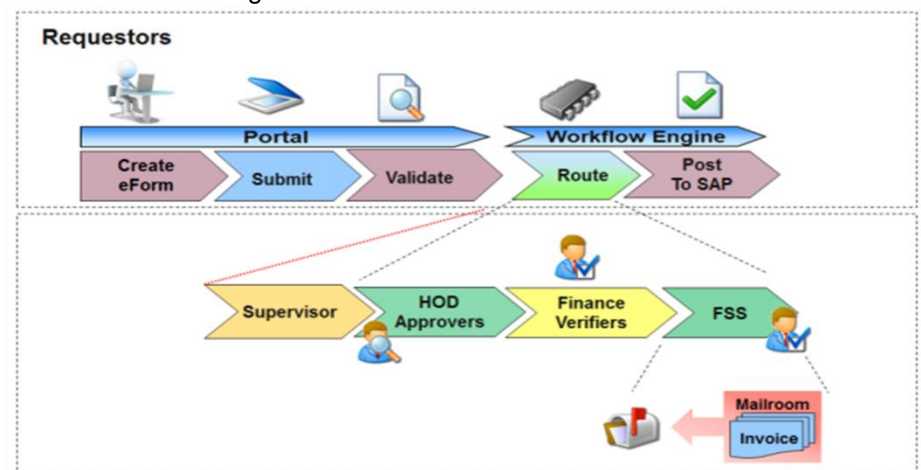 Requestors
Portal
Workflow Engine
Create
eForm
Submit
Validate
Route
Post
To SAP
Supervisor
HOD
Approvers
Finance
Verifiers
FSS
Mailroom
Invoice